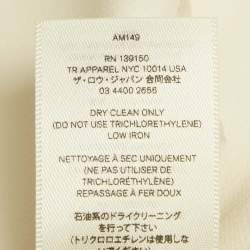 AM149
RN 139150
TR APPAREL NYC 10014 USA
ザ・ロウ・ジャパン 合同会社
03 4400 2656
DRY CLEAN ONLY
(DO NOT USE TRICHLORETHYLENE)
LOW IRON
NETTOYAGE À SEC UNIQUEMENT
(NE PAS UTILISER DE
TRICHLORÉTHYLÈNE)
REPASSAGE À FER DOUX
石油系のドライクリーニング
を行って下さい
(トリクロロエチレンは使用しな